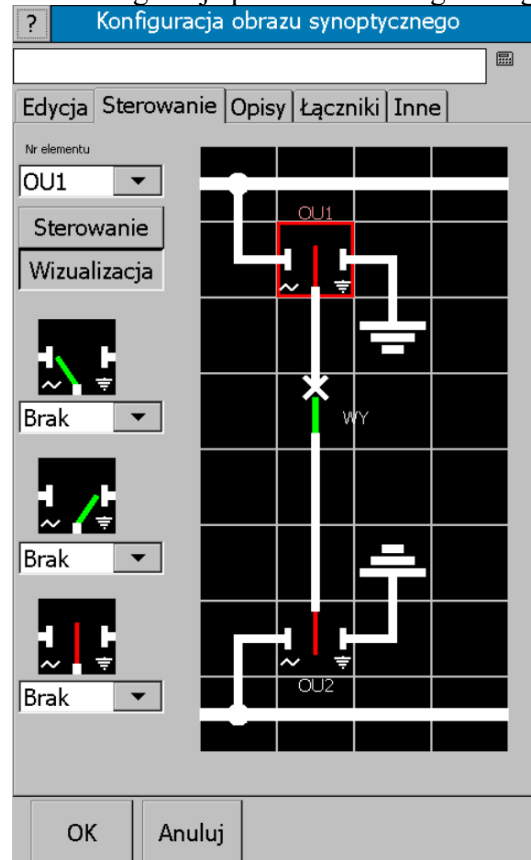 ? Konfiguracja obrazu synoptycznego
Edycja Sterowanie Opisy Łączniki Inne
Nr elementu
OU1
Sterowanie
Wizualizacja
Brak
Brak
Brak
OU1
WY
OU2
OK Anuluj